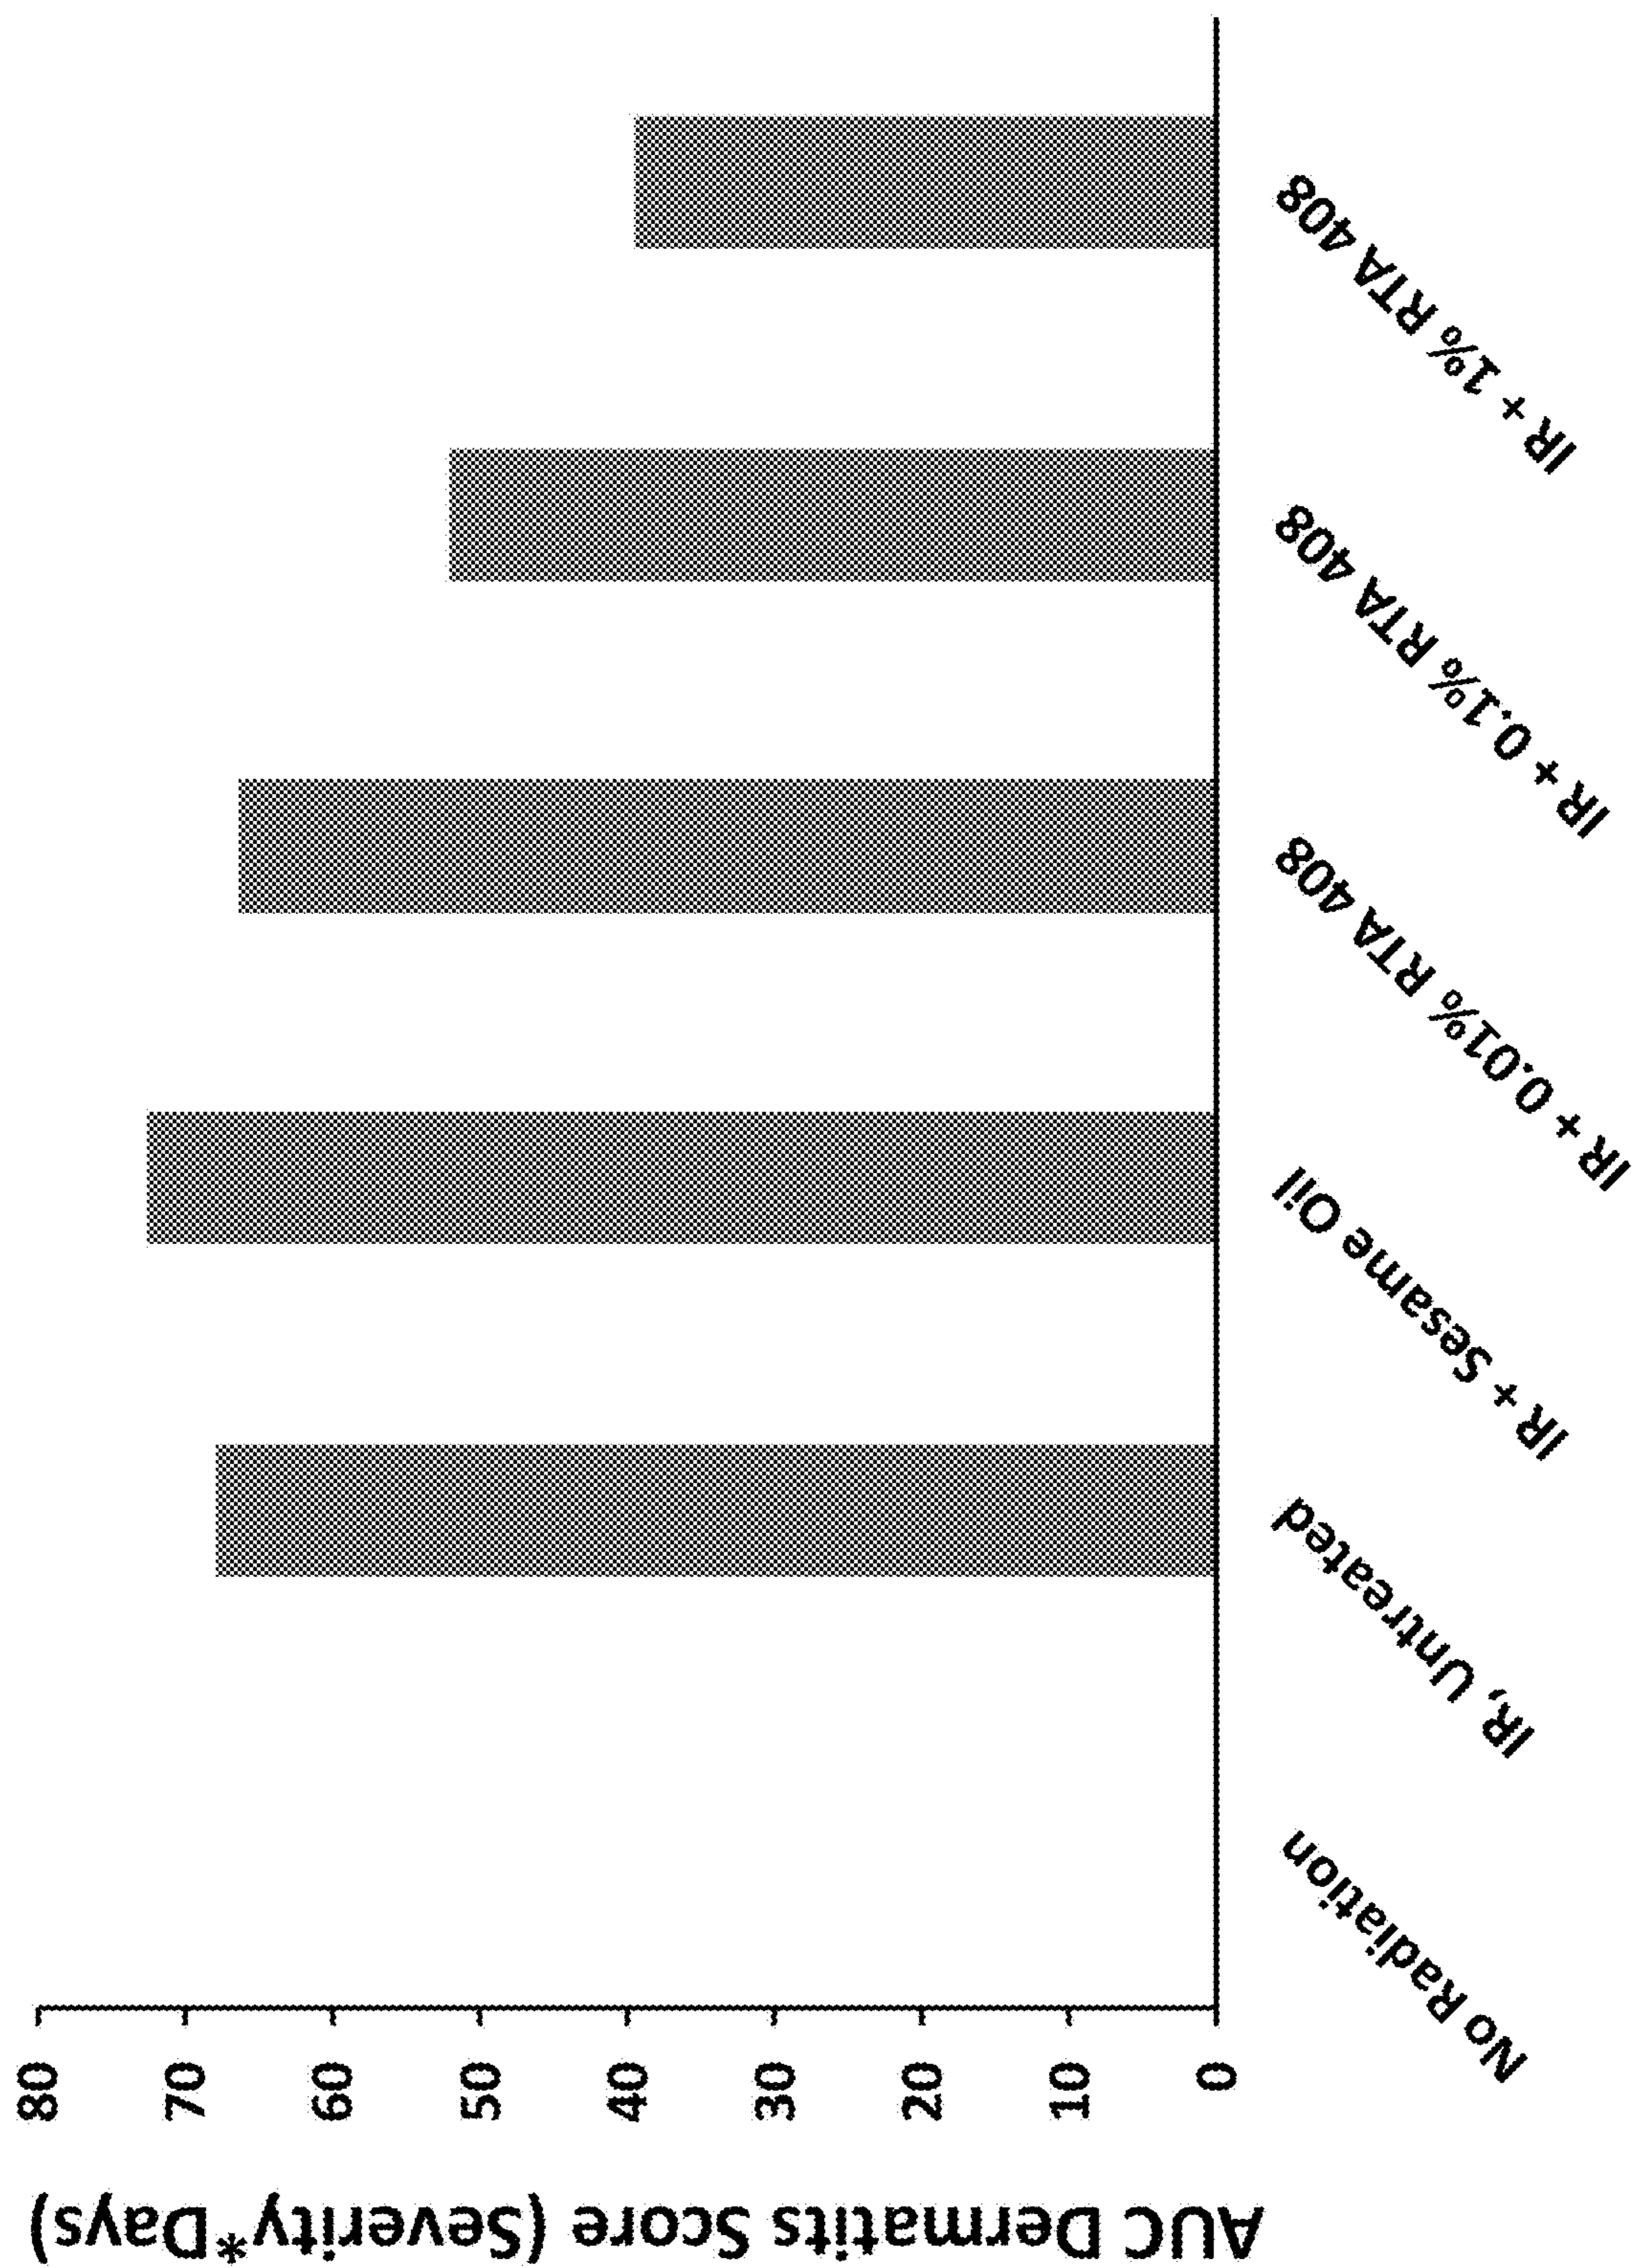 AUC Dermatits Score (Severity*Days)
80
70
60
50
40
30
20
10
0
No Radiation
IR, Untreated
IR + Sesame Oil
IR + 0.01% RTA 408
IR + 0.1% RTA 408
IR + 1% RTA 408